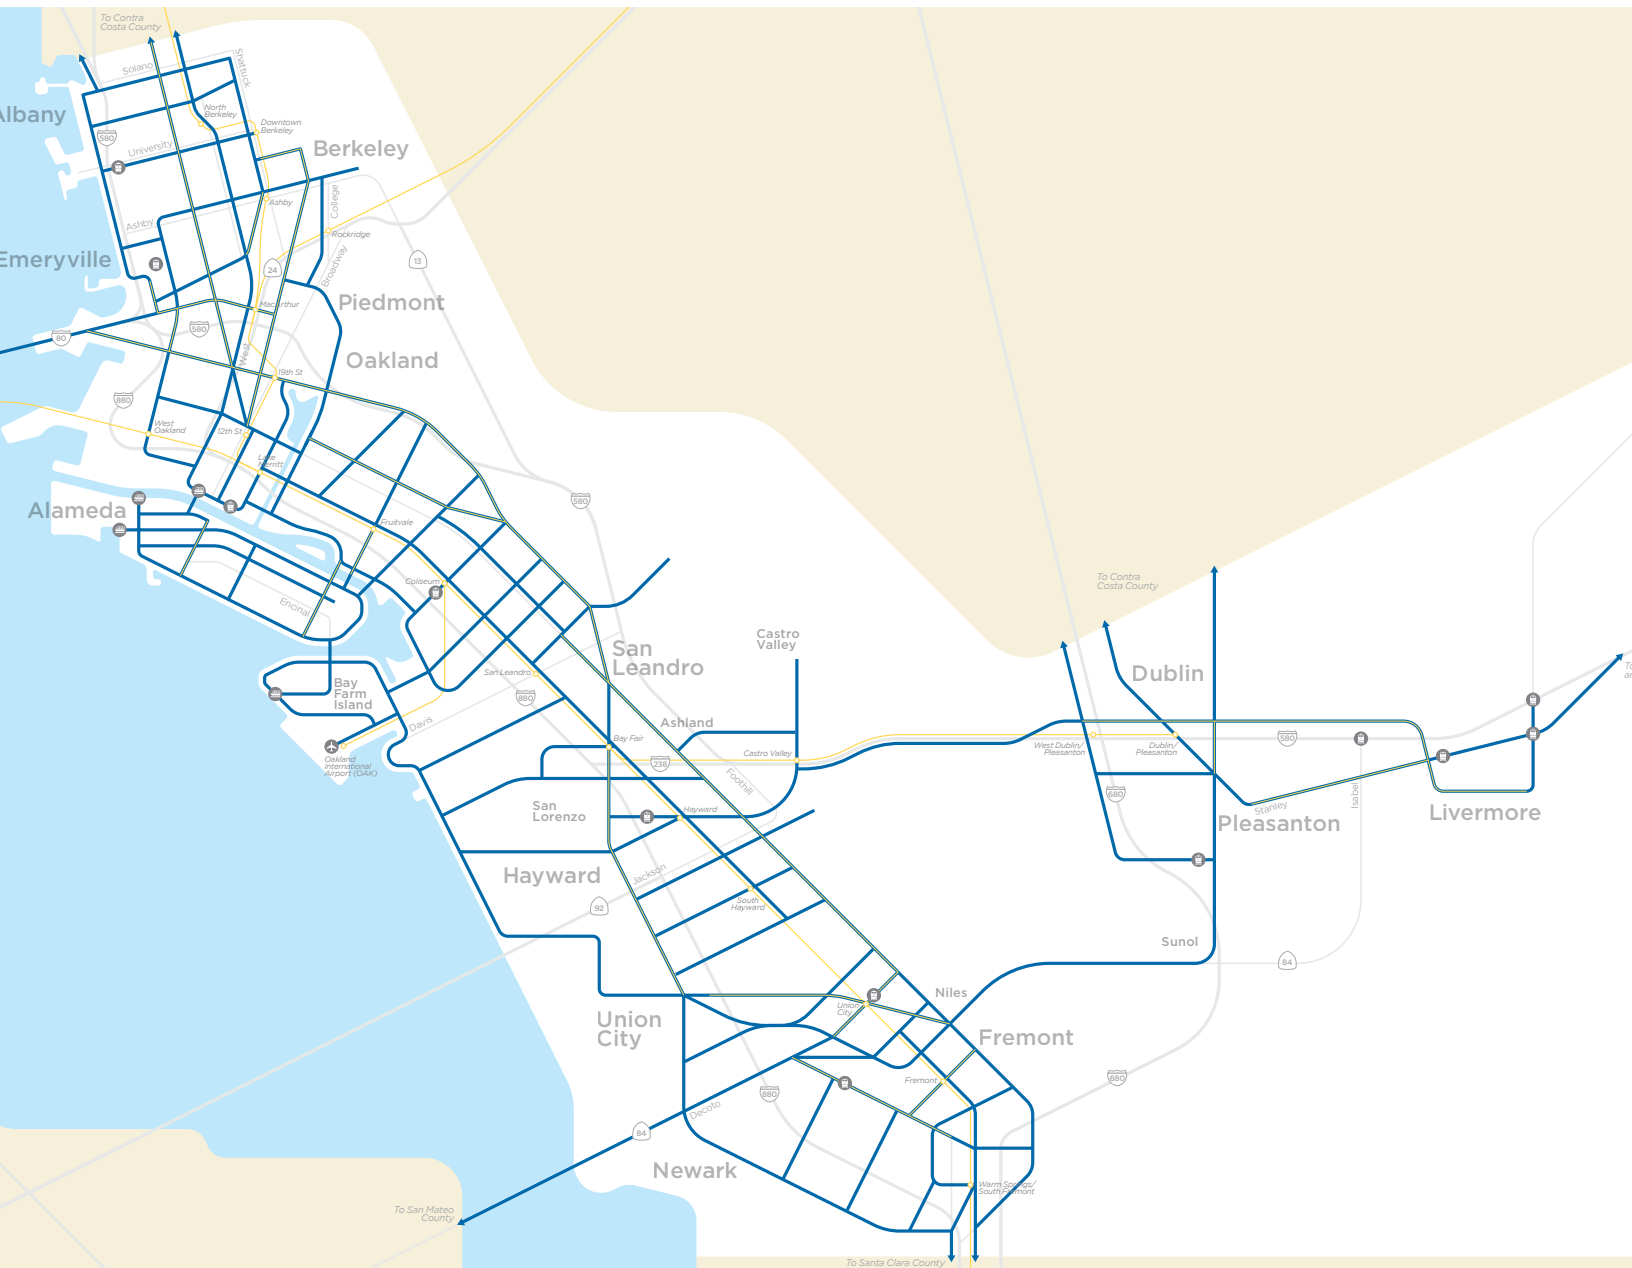 To Contra
Costa County
Solano
Shattuck
Albany
North
Berkeley
Downtown
Berkeley
580
University
Berkeley
College
Ashby
Ashby
Rockridge
Emeryville
24
Broadway
13
Piedmont
MacArthur
580
80
West
Oakland
19th St
880
West
Oakland
12th St
Lake
Merritt
580
Alameda
Fruitvale
Coliseum
Encinal
To Contra
Costa County
Castro
Valley
San
Leandro
San Leandro
Dublin
Bay
Farm
Island
880
Davis
Ashland
Bay Fair
238
Castro Valley
West Dublin/
Pleasanton
Dublin/
Pleasanton
580
Oakland
International
Airport (OAK)
Foothill
680
Isabel
San
Lorenzo
Hayward
Stanley
Pleasanton
Livermore
Hayward
Jackson
92
South
Hayward
Sunol
84
Niles
Union
City
Union
City
Fremont
Fremont
680
880
Decoto
84
Newark
Warm Springs/
South Fremont
To San Mateo
County
To Santa Clara County